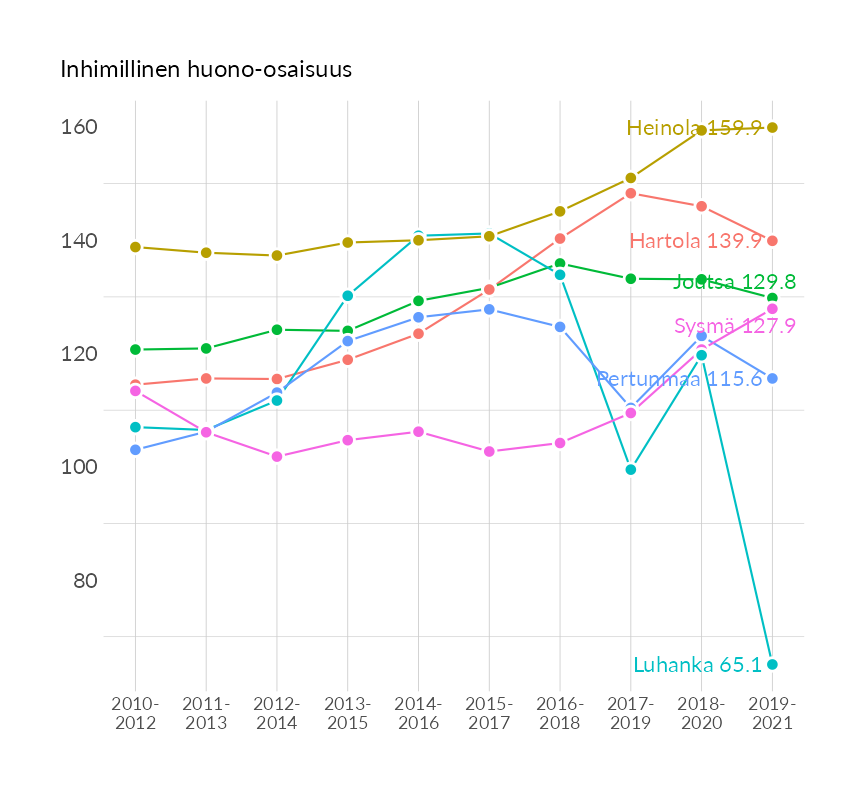 Inhimillinen huono-osaisuus
160
140
120
100
80
Heinola 159.9
Hartola 139.9
Joutsa 129.8
Sysmä 127.9
Pertunmaa 115.6
Luhanka 65.1
2010- 2011- 2012- 2013- 2014- 2015- 2016- 2017- 2018- 2019-
2012 2013 2014 2015 2016 2017 2018 2019 2020 2021